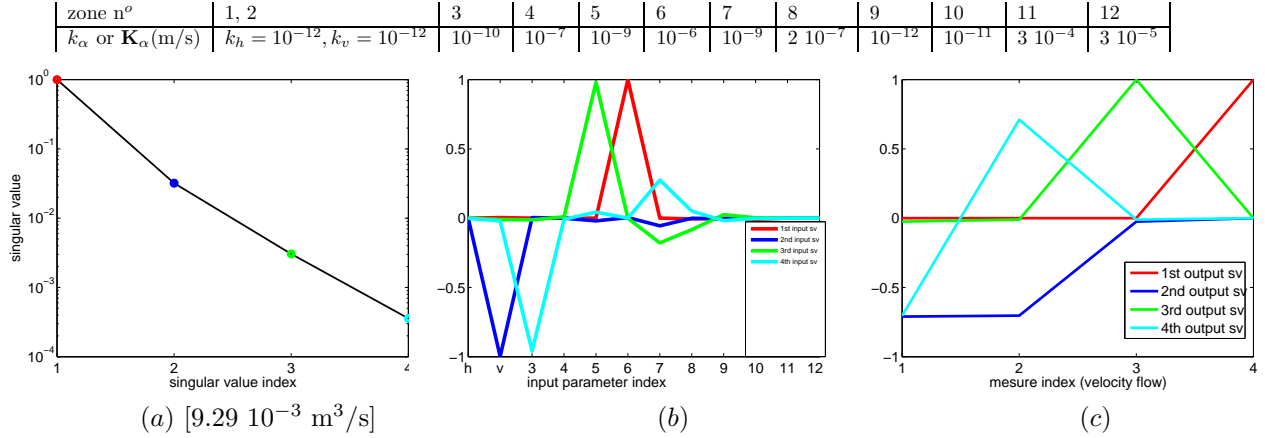 zone nᵒ 1, 2 3 4 5 6 7 8 9 10 11 12
k_α or K_α(m/s) k_h = 10⁻¹², k_v = 10⁻¹² 10⁻¹⁰ 10⁻⁷ 10⁻⁹ 10⁻⁶ 10⁻⁹ 2 10⁻⁷ 10⁻¹² 10⁻¹¹ 3 10⁻⁴ 3 10⁻⁵
10⁰
10⁻¹
10⁻²
10⁻³
10⁻⁴
singular value
1 2 3 4
singular value index
(a) [9.29 10⁻³ m³/s]
1
0.5
0
−0.5
−1
1st input sv
2nd input sv
3rd input sv
4th input sv
h v 3 4 5 6 7 8 9 10 11 12
input parameter index
(b)
1
0.5
0
−0.5
−1
1st output sv
2nd output sv
3rd output sv
4th output sv
1 2 3 4
mesure index (velocity flow)
(c)